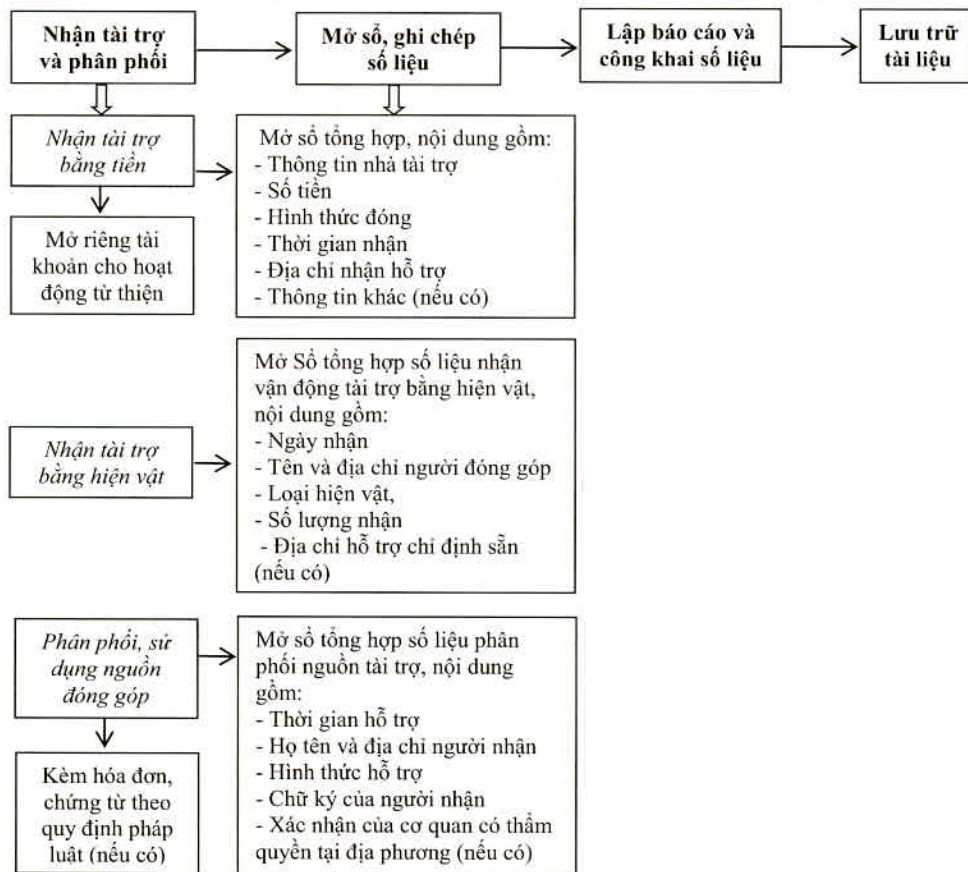 Nhận tài trợ
và phân phối
Mở sổ, ghi chép
số liệu
Lập báo cáo và
công khai số liệu
Lưu trữ
tài liệu
Nhận tài trợ
bằng tiền
Mở riêng tài
khoản cho hoạt
động từ thiện
Mở sổ tổng hợp, nội dung gồm:
- Thông tin nhà tài trợ
- Số tiền
- Hình thức đóng
- Thời gian nhận
- Địa chỉ nhận hỗ trợ
- Thông tin khác (nếu có)
Nhận tài trợ
bằng hiện vật
Mở Sổ tổng hợp số liệu nhận
vận động tài trợ bằng hiện vật,
nội dung gồm:
- Ngày nhận
- Tên và địa chỉ người đóng góp
- Loại hiện vật,
- Số lượng nhận
- Địa chỉ hỗ trợ chỉ định sẵn
(nếu có)
Phân phối, sử
dụng nguồn
đóng góp
Kèm hóa đơn,
chứng từ theo
quy định pháp
luật (nếu có)
Mở sổ tổng hợp số liệu phân
phối nguồn tài trợ, nội dung
gồm:
- Thời gian hỗ trợ
- Họ tên và địa chỉ người nhận
- Hình thức hỗ trợ
- Chữ ký của người nhận
- Xác nhận của cơ quan có thẩm
quyền tại địa phương (nếu có)